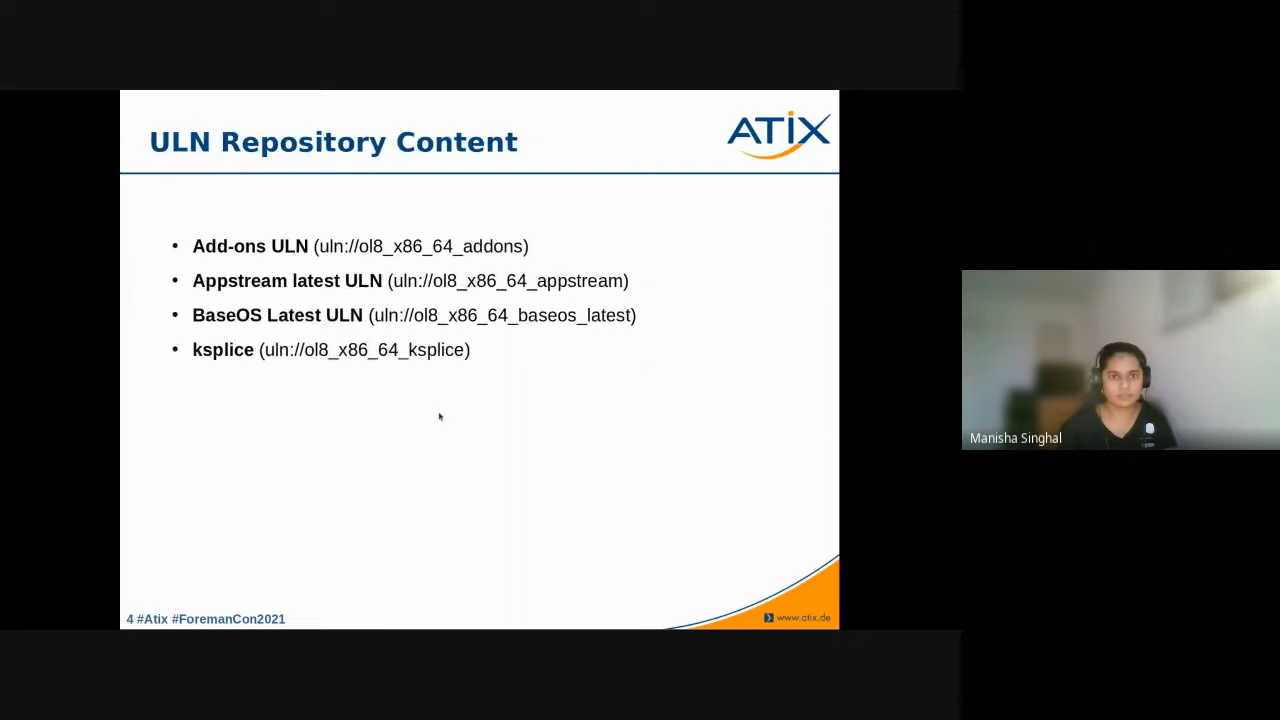 ULN Repository Content
ATIX
• Add-ons ULN (uln://ol8_x86_64_addons)
• Appstream latest ULN (uln://ol8_x86_64_appstream)
• BaseOS Latest ULN (uln://ol8_x86_64_baseos_latest)
• ksplice (uln://ol8_x86_64_ksplice)
Manisha Singhal
4 #Atix #ForemanCon2021
www.atix.de